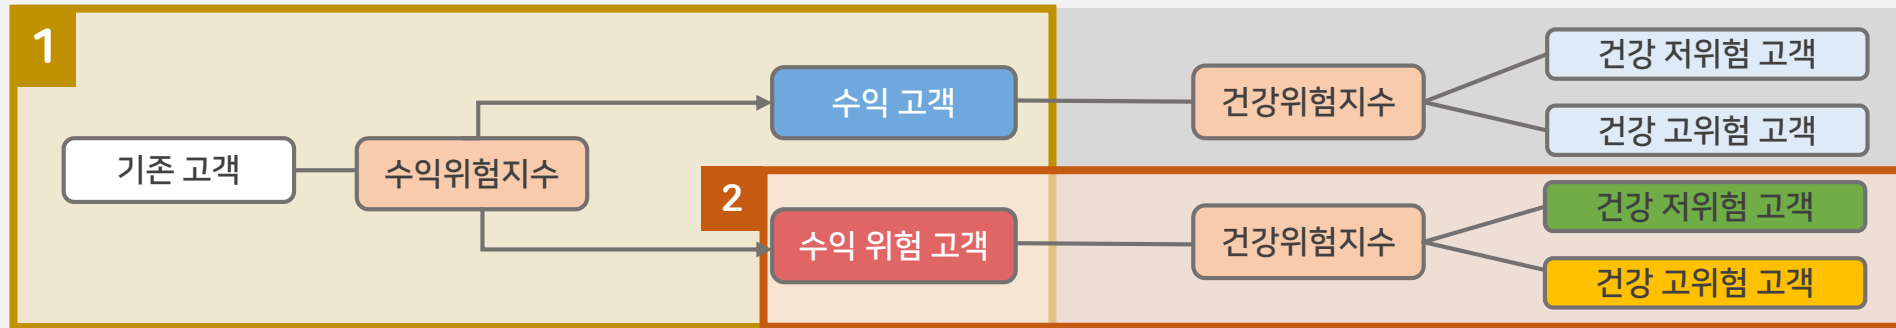 1
기존 고객
수익위험지수
수익 고객
건강위험지수
건강 저위험 고객
건강 고위험 고객
2
수익 위험 고객
건강위험지수
건강 저위험 고객
건강 고위험 고객